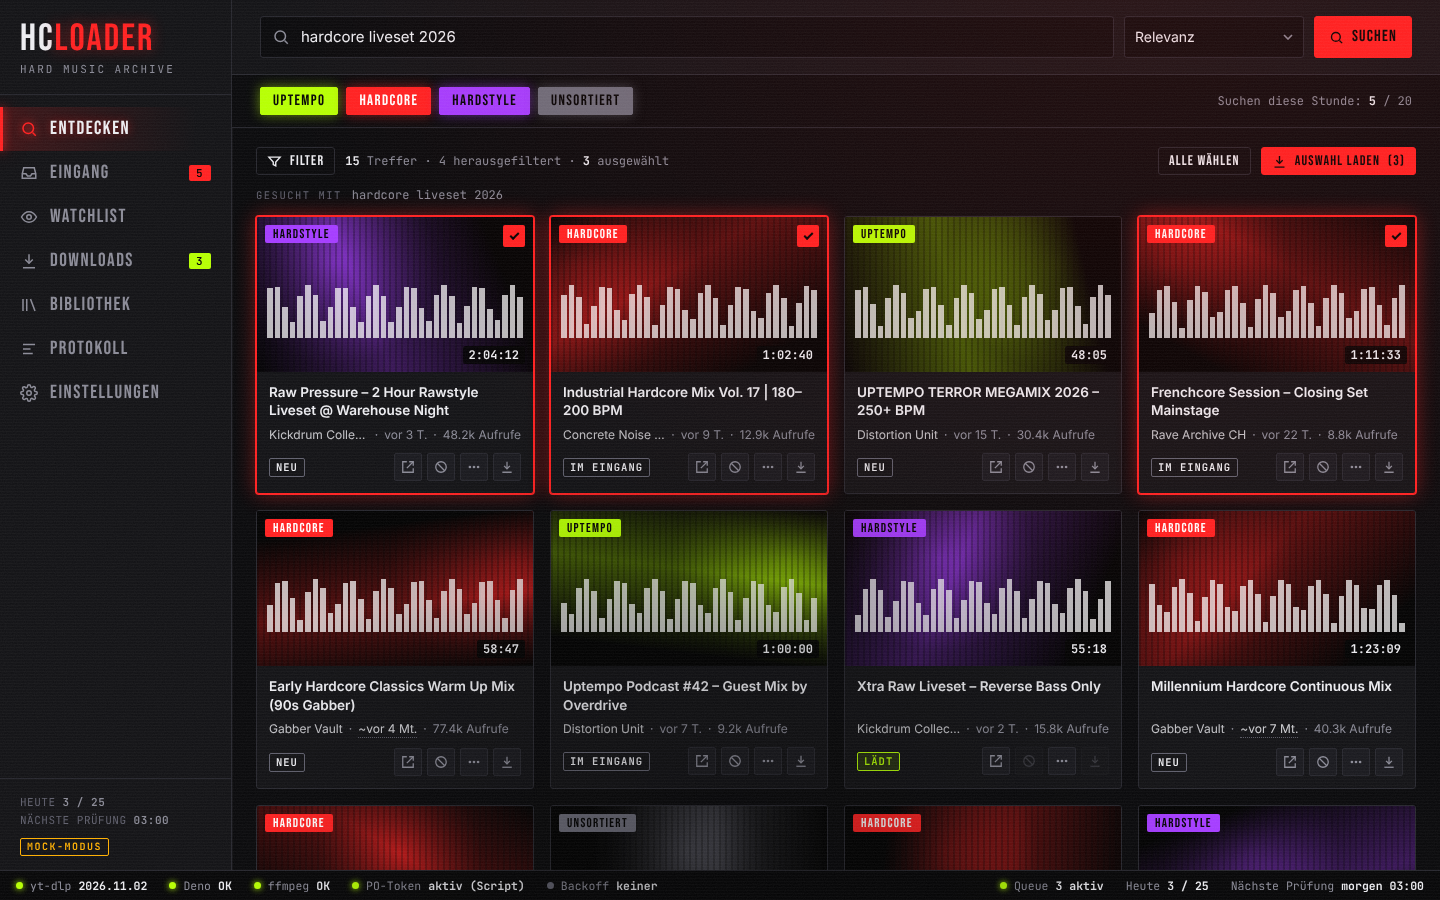 HCLOADER
HARD MUSIC ARCHIVE
ENTDECKEN
EINGANG 5
WATCHLIST
DOWNLOADS 3
BIBLIOTHEK
PROTOKOLL
EINSTELLUNGEN
HEUTE 3 / 25
NÄCHSTE PRÜFUNG 03:00
MOCK-MODUS
hardcore liveset 2026
Relevanz
SUCHEN
UPTEMPO HARDCORE HARDSTYLE UNSORTIERT
Suchen diese Stunde: 5 / 20
FILTER 15 Treffer · 4 herausgefiltert · 3 ausgewählt
ALLE WÄHLEN AUSWAHL LADEN (3)
GESUCHT MIT hardcore liveset 2026
HARDSTYLE
2:04:12
Raw Pressure – 2 Hour Rawstyle
Liveset @ Warehouse Night
Kickdrum Colle... · vor 3 T. · 48.2k Aufrufe
NEU
HARDCORE
1:02:40
Industrial Hardcore Mix Vol. 17 | 180–
200 BPM
Concrete Noise ... · vor 9 T. · 12.9k Aufrufe
IM EINGANG
UPTEMPO
48:05
UPTEMPO TERROR MEGAMIX 2026 –
250+ BPM
Distortion Unit · vor 15 T. · 30.4k Aufrufe
NEU
HARDCORE
1:11:33
Frenchcore Session – Closing Set
Mainstage
Rave Archive CH · vor 22 T. · 8.8k Aufrufe
IM EINGANG
HARDCORE
58:47
Early Hardcore Classics Warm Up Mix
(90s Gabber)
Gabber Vault · ~vor 4 Mt. · 77.4k Aufrufe
NEU
UPTEMPO
1:00:00
Uptempo Podcast #42 – Guest Mix by
Overdrive
Distortion Unit · vor 7 T. · 9.2k Aufrufe
IM EINGANG
HARDSTYLE
55:18
Xtra Raw Liveset – Reverse Bass Only
Kickdrum Collec... · vor 2 T. · 15.8k Aufrufe
LÄDT
HARDCORE
1:23:09
Millennium Hardcore Continuous Mix
Gabber Vault · ~vor 7 Mt. · 40.3k Aufrufe
NEU
HARDCORE
UNSORTIERT
HARDCORE
HARDSTYLE
yt-dlp 2026.11.02 Deno OK ffmpeg OK PO-Token aktiv (Script) Backoff keiner
Queue 3 aktiv Heute 3 / 25 Nächste Prüfung morgen 03:00